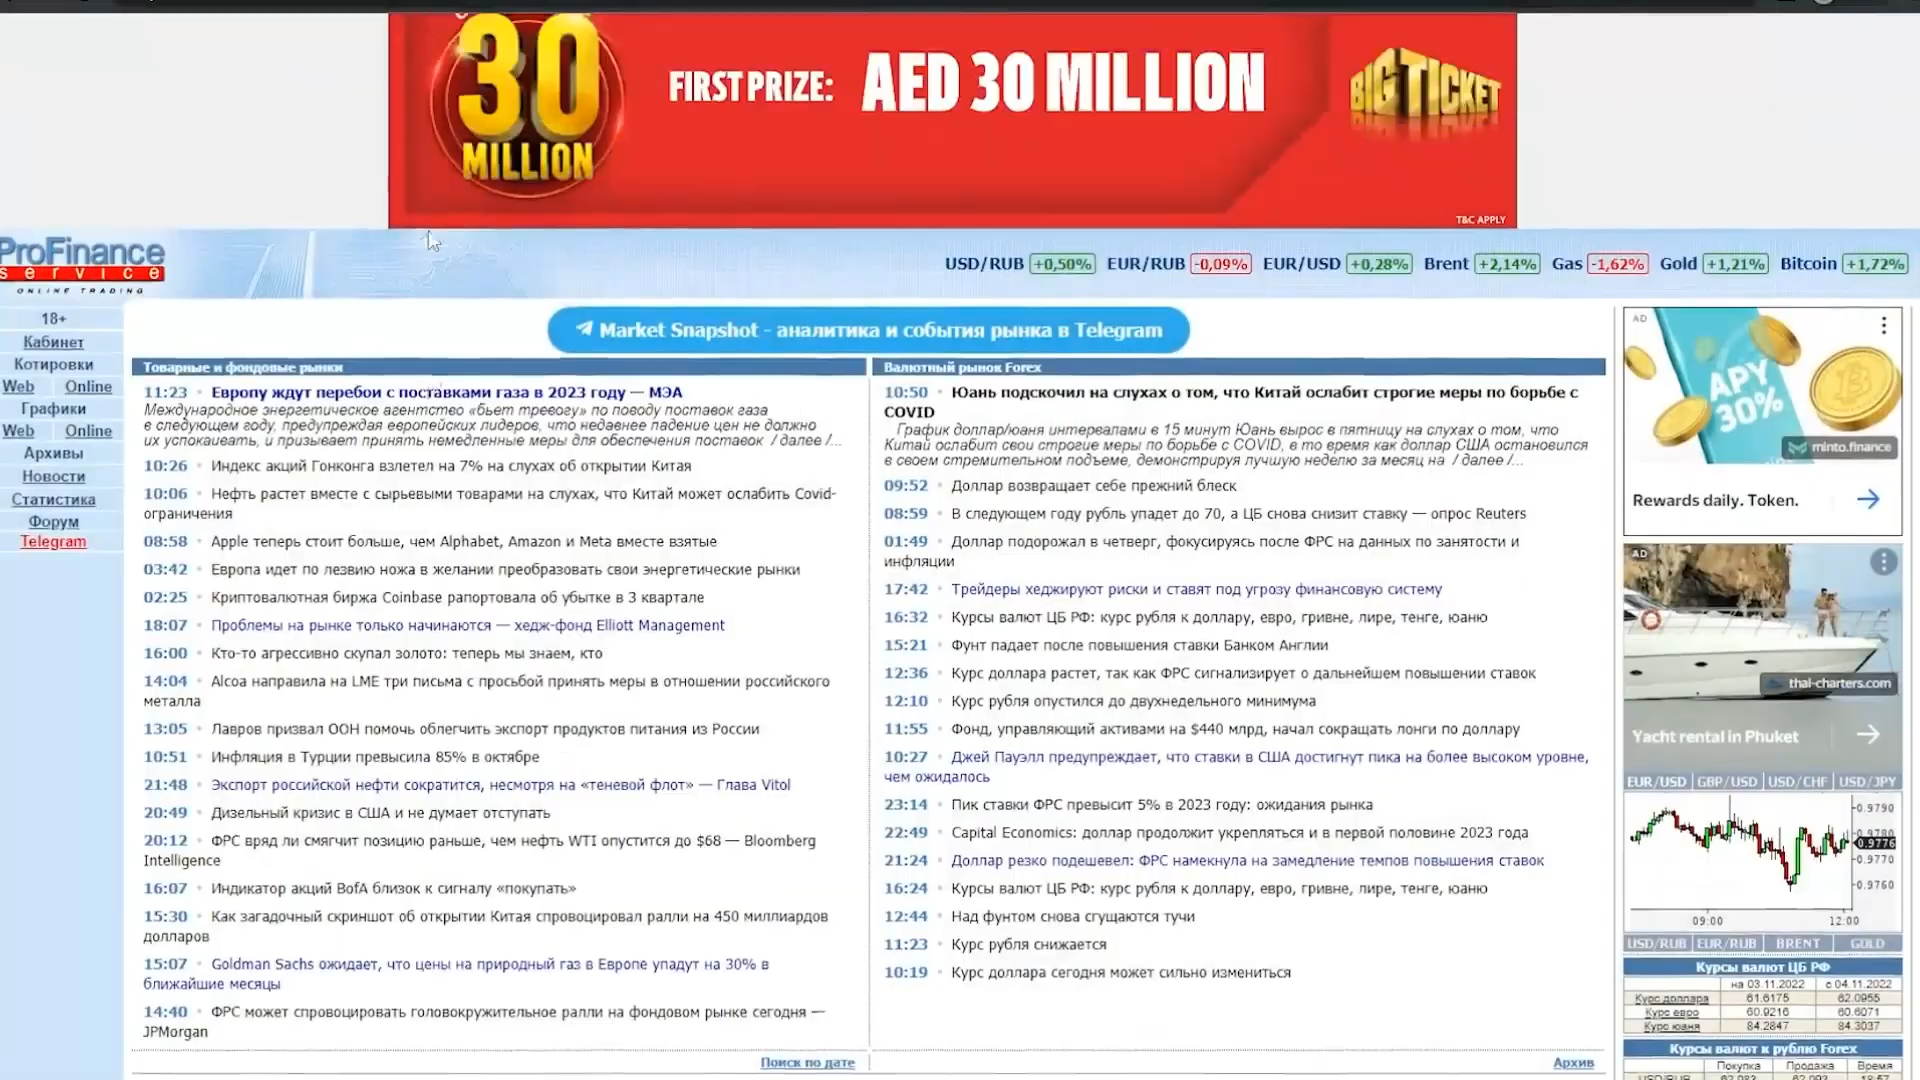 30
MILLION
FIRST PRIZE: AED 30 MILLION
BIG TICKET
T&C APPLY
ProFinance
service
ONLINE TRADING
USD/RUB +0,50% EUR/RUB -0,09% EUR/USD +0,28% Brent +2,14% Gas -1,62% Gold +1,21% Bitcoin +1,72%
18+
Кабинет
Котировки
Web Online
Графики
Web Online
Архивы
Новости
Статистика
Форум
Telegram
Market Snapshot - аналитика и события рынка в Telegram
Товарные и фондовые рынки
11:23 • Европу ждут перебои с поставками газа в 2023 году — МЭА
Международное энергетическое агентство «бьет тревогу» по поводу поставок газа
в следующем году, предупреждая европейских лидеров, что недавнее падение цен не должно
их успокаивать, и призывает принять немедленные меры для обеспечения поставок / далее /...
10:26 • Индекс акций Гонконга взлетел на 7% на слухах об открытии Китая
10:06 • Нефть растет вместе с сырьевыми товарами на слухах, что Китай может ослабить Covid-
ограничения
08:58 • Apple теперь стоит больше, чем Alphabet, Amazon и Meta вместе взятые
03:42 • Европа идет по лезвию ножа в желании преобразовать свои энергетические рынки
02:25 • Криптовалютная биржа Coinbase рапортовала об убытке в 3 квартале
18:07 • Проблемы на рынке только начинаются — хедж-фонд Elliott Management
16:00 • Кто-то агрессивно скупал золото: теперь мы знаем, кто
14:04 • Alcoa направила на LME три письма с просьбой принять меры в отношении российского
металла
13:05 • Лавров призвал ООН помочь облегчить экспорт продуктов питания из России
10:51 • Инфляция в Турции превысила 85% в октябре
21:48 • Экспорт российской нефти сократится, несмотря на «теневой флот» — Глава Vitol
20:49 • Дизельный кризис в США и не думает отступать
20:12 • ФРС вряд ли смягчит позицию раньше, чем нефть WTI опустится до $68 — Bloomberg
Intelligence
16:07 • Индикатор акций BofA близок к сигналу «покупать»
15:30 • Как загадочный скриншот об открытии Китая спровоцировал ралли на 450 миллиардов
долларов
15:07 • Goldman Sachs ожидает, что цены на природный газ в Европе упадут на 30% в
ближайшие месяцы
14:40 • ФРС может спровоцировать головокружительное ралли на фондовом рынке сегодня —
JPMorgan
Поиск по дате
Валютный рынок Forex
10:50 • Юань подскочил на слухах о том, что Китай ослабит строгие меры по борьбе с
COVID
График доллар/юаня интервалами в 15 минут Юань вырос в пятницу на слухах о том, что
Китай ослабит свои строгие меры по борьбе с COVID, в то время как доллар США остановился
в своем стремительном подъеме, демонстрируя лучшую неделю за месяц на / далее /...
09:52 • Доллар возвращает себе прежний блеск
08:59 • В следующем году рубль упадет до 70, а ЦБ снова снизит ставку — опрос Reuters
01:49 • Доллар подорожал в четверг, фокусируясь после ФРС на данных по занятости и
инфляции
17:42 • Трейдеры хеджируют риски и ставят под угрозу финансовую систему
16:32 • Курсы валют ЦБ РФ: курс рубля к доллару, евро, гривне, лире, тенге, юаню
15:21 • Фунт падает после повышения ставки Банком Англии
12:36 • Курс доллара растет, так как ФРС сигнализирует о дальнейшем повышении ставок
12:10 • Курс рубля опустился до двухнедельного минимума
11:55 • Фонд, управляющий активами на $440 млрд, начал сокращать лонги по доллару
10:27 • Джей Пауэлл предупреждает, что ставки в США достигнут пика на более высоком уровне,
чем ожидалось
23:14 • Пик ставки ФРС превысит 5% в 2023 году: ожидания рынка
22:49 • Capital Economics: доллар продолжит укрепляться и в первой половине 2023 года
21:24 • Доллар резко подешевел: ФРС намекнула на замедление темпов повышения ставок
16:24 • Курсы валют ЦБ РФ: курс рубля к доллару, евро, гривне, лире, тенге, юаню
12:44 • Над фунтом снова сгущаются тучи
11:23 • Курс рубля снижается
10:19 • Курс доллара сегодня может сильно измениться
Архив
AD
APY
30%
minto.finance
Rewards daily. Token.
AD
thai-charters.com
Yacht rental in Phuket
EUR/USD GBP/USD USD/CHF USD/JPY
0.9790
0.9780
0.9776
0.9770
0.9760
09:00 12:00
USD/RUB EUR/RUB BRENT GOLD
Курсы валют ЦБ РФ
на 03.11.2022 с 04.11.2022
Курс доллара 61.6175 62.0955
Курс евро 60.9216 60.6071
Курс юаня 84.2847 84.3037
Курсы валют к рублю Forex
Покупка Продажа Время